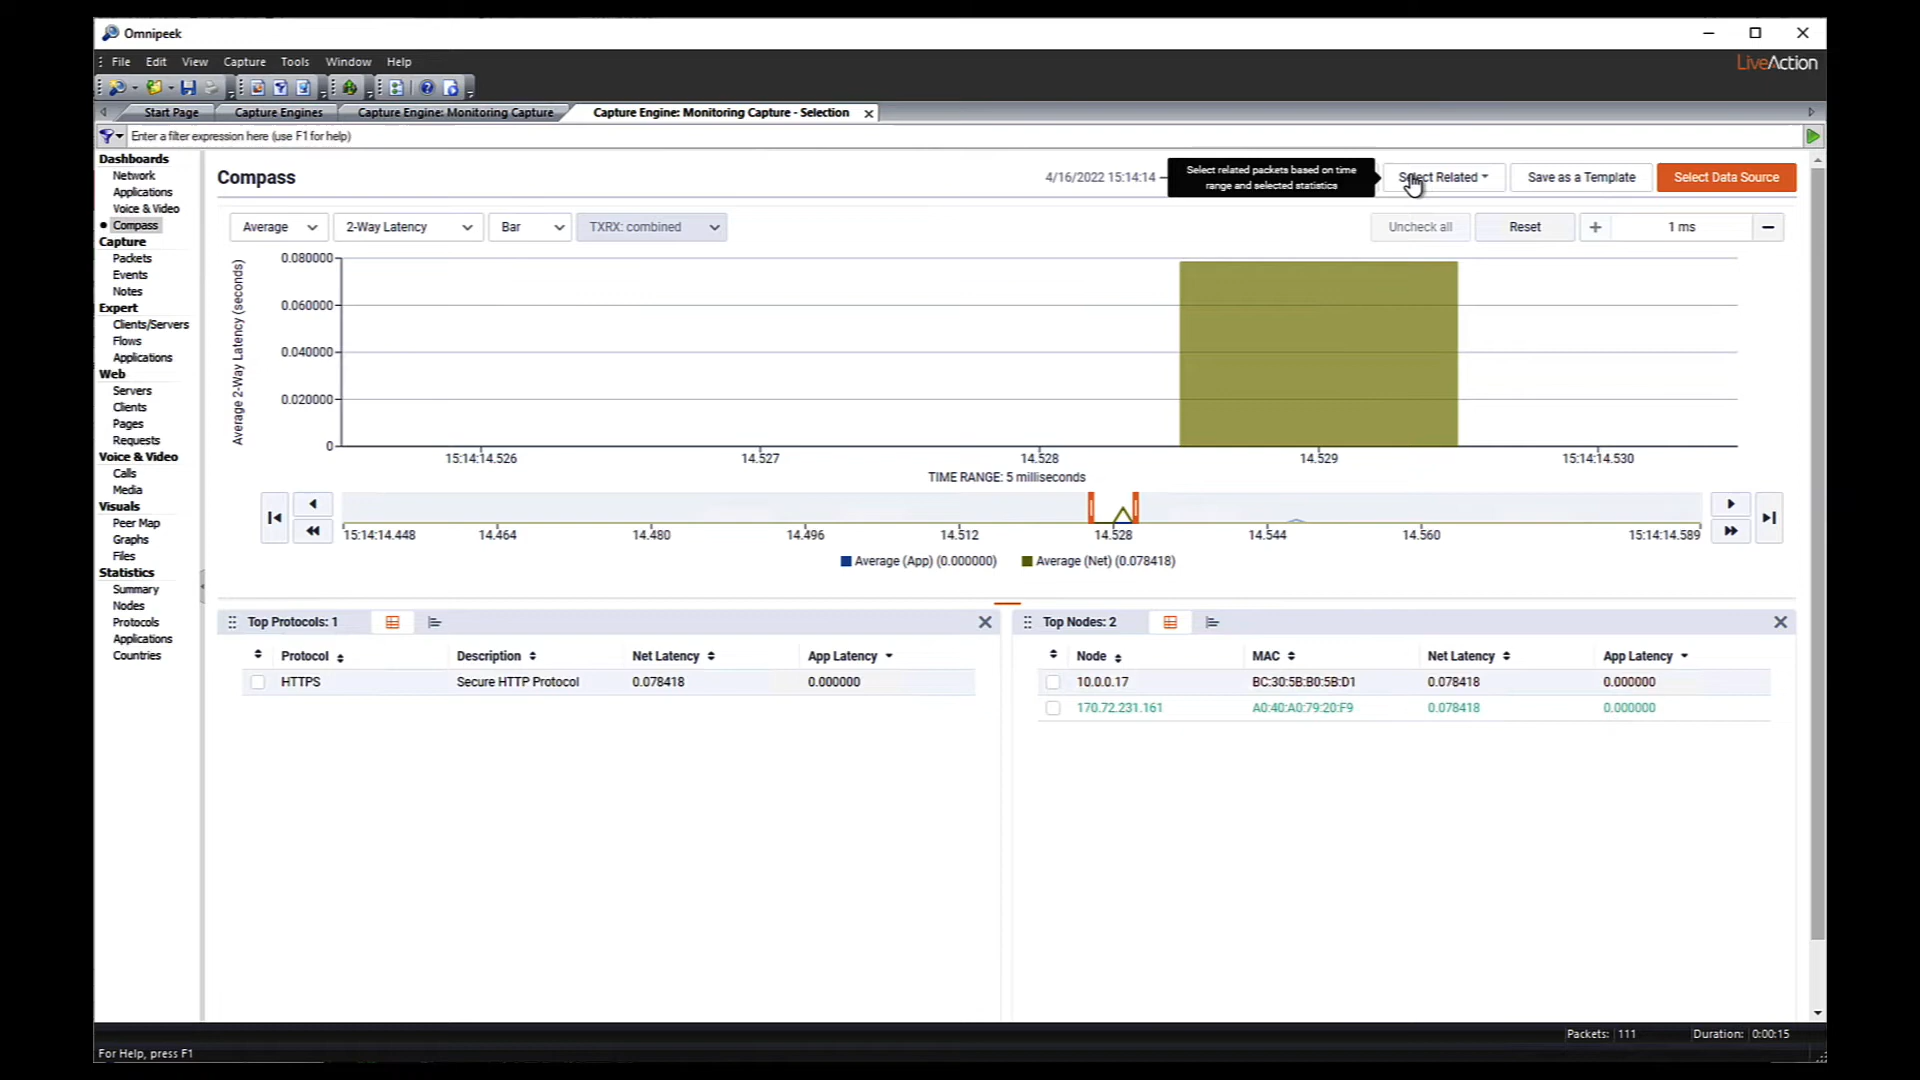 Omnipeek
File Edit View Capture Tools Window Help
LiveAction
Start Page Capture Engines Capture Engine: Monitoring Capture Capture Engine: Monitoring Capture - Selection
Enter a filter expression here (use F1 for help)
Dashboards
Network
Applications
Voice & Video
Compass
Capture
Packets
Events
Notes
Expert
Clients/Servers
Flows
Applications
Web
Servers
Clients
Pages
Requests
Voice & Video
Calls
Media
Visuals
Peer Map
Graphs
Files
Statistics
Summary
Nodes
Protocols
Applications
Countries
Compass
4/16/2022 15:14:14 –
Select related packets based on time
range and selected statistics
Select Related
Save as a Template
Select Data Source
Average 2-Way Latency Bar TXRX: combined Uncheck all Reset + 1 ms –
Average 2-Way Latency (seconds)
0.080000
0.060000
0.040000
0.020000
0
15:14:14.526 14.527 14.528 14.529 15:14:14.530
TIME RANGE: 5 milliseconds
15:14:14.448 14.464 14.480 14.496 14.512 14.528 14.544 14.560 15:14:14.589
Average (App) (0.000000) Average (Net) (0.078418)
Top Protocols: 1
Protocol Description Net Latency App Latency
HTTPS Secure HTTP Protocol 0.078418 0.000000
Top Nodes: 2
Node MAC Net Latency App Latency
10.0.0.17 BC:30:5B:B0:5B:D1 0.078418 0.000000
170.72.231.161 A0:40:A0:79:20:F9 0.078418 0.000000
Packets: 111 Duration: 0:00:15
For Help, press F1